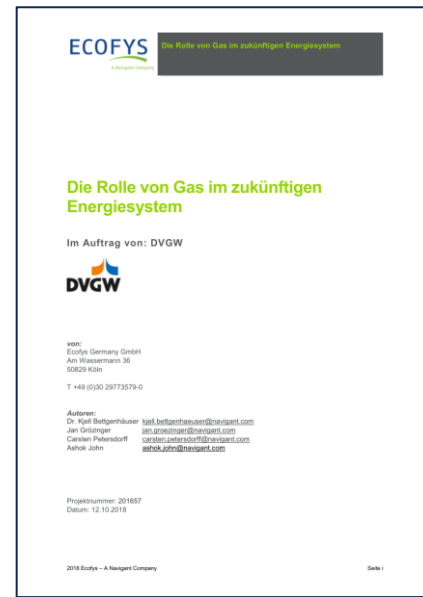 ECOFYS
A Navigant Company
Die Rolle von Gas im zukünftigen Energiesystem
Die Rolle von Gas im zukünftigen
Energiesystem
Im Auftrag von: DVGW
DVGW
von:
Ecofys Germany GmbH
Am Wassermann 36
50829 Köln
T +49 (0)30 29773579-0
Autoren:
Dr. Kjell Bettgenhäuser kjell.bettgenhaeuser@navigant.com
Jan Grözinger jan.groezinger@navigant.com
Carsten Petersdorff carsten.petersdorff@navigant.com
Ashok John ashok.john@navigant.com
Projektnummer: 201657
Datum: 12.10.2018
2018 Ecofys – A Navigant Company Seite i